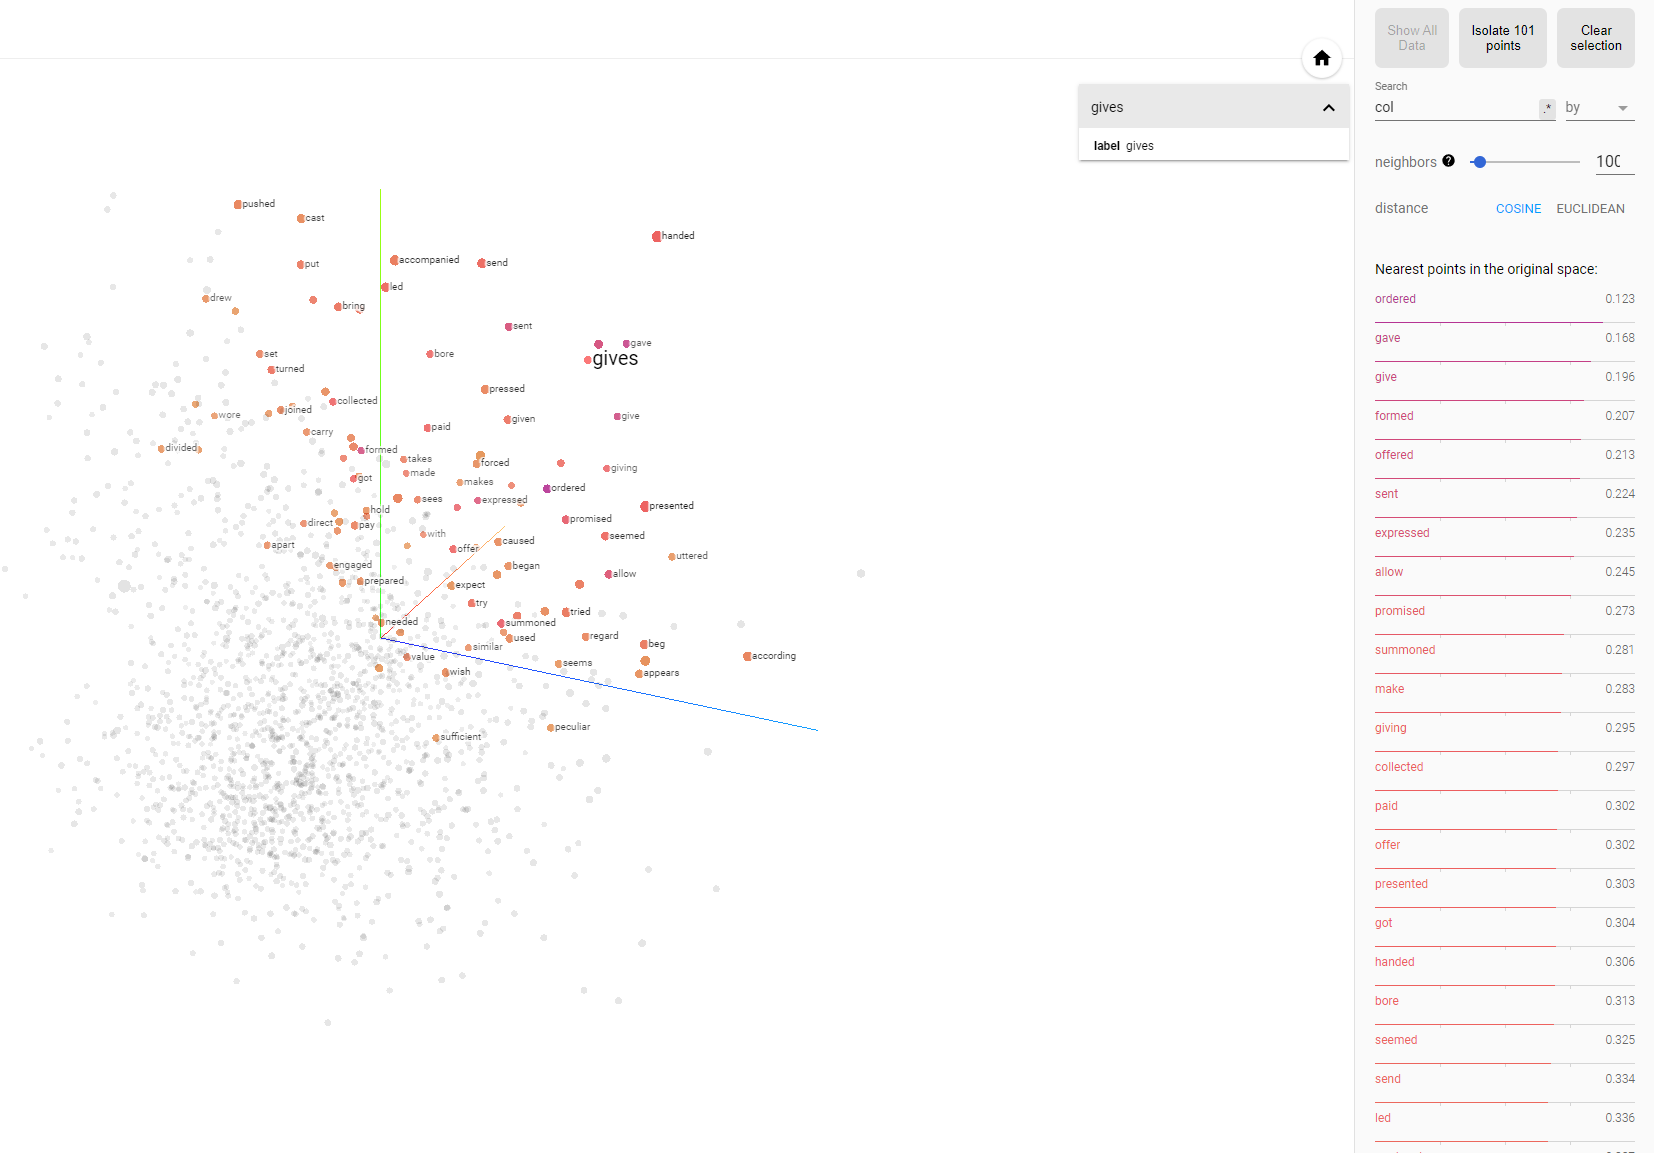 Show All Data
Isolate 101 points
Clear selection
Search
col
.*
by
neighbors
100
distance
COSINE
EUCLIDEAN
gives
label gives
Nearest points in the original space:
ordered 0.123
gave 0.168
give 0.196
formed 0.207
offered 0.213
sent 0.224
expressed 0.235
allow 0.245
promised 0.273
summoned 0.281
make 0.283
giving 0.295
collected 0.297
paid 0.302
offer 0.302
presented 0.303
got 0.304
handed 0.306
bore 0.313
seemed 0.325
send 0.334
led 0.336
pushed
cast
handed
accompanied
send
put
led
drew
bring
sent
gave
gives
set
bore
turned
pressed
collected
joined
wore
give
given
paid
carry
divided
formed
takes
forced
giving
made
got
makes
ordered
sees
expressed
presented
hold
promised
direct
pay
with
seemed
caused
apart
offer
uttered
engaged
began
allow
prepared
expect
try
tried
needed
summoned
used
regard
beg
similar
value
according
seems
wish
appears
peculiar
sufficient